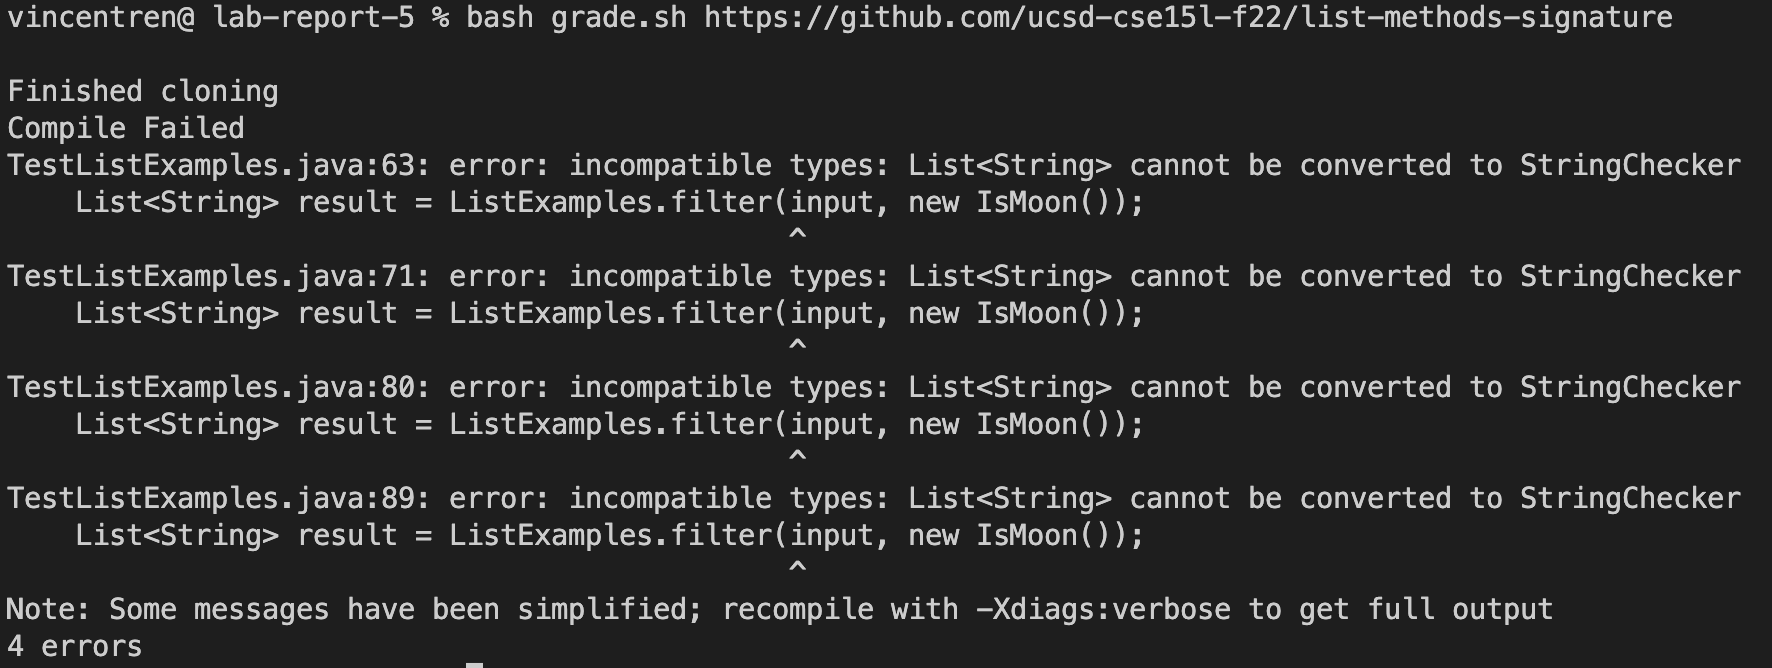 vincentren@ lab-report-5 % bash grade.sh https://github.com/ucsd-cse15l-f22/list-methods-signature
Finished cloning
Compile Failed
TestListExamples.java:63: error: incompatible types: List<String> cannot be converted to StringChecker
    List<String> result = ListExamples.filter(input, new IsMoon());
                                              ^
TestListExamples.java:71: error: incompatible types: List<String> cannot be converted to StringChecker
    List<String> result = ListExamples.filter(input, new IsMoon());
                                              ^
TestListExamples.java:80: error: incompatible types: List<String> cannot be converted to StringChecker
    List<String> result = ListExamples.filter(input, new IsMoon());
                                              ^
TestListExamples.java:89: error: incompatible types: List<String> cannot be converted to StringChecker
    List<String> result = ListExamples.filter(input, new IsMoon());
                                              ^
Note: Some messages have been simplified; recompile with -Xdiags:verbose to get full output
4 errors